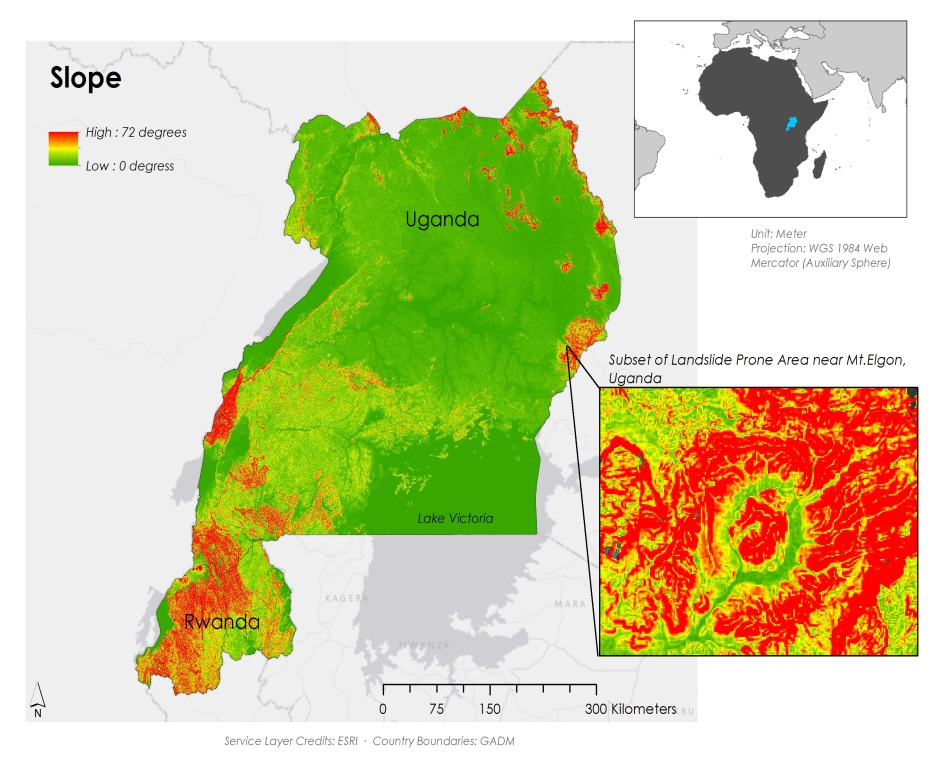 Slope
High : 72 degrees
Low : 0 degress
Uganda
Unit: Meter
Projection: WGS 1984 Web
Mercator (Auxiliary Sphere)
Subset of Landslide Prone Area near Mt.Elgon,
Uganda
Lake Victoria
KAGERA
MARA
MWANZA
Rwanda
N
0 75 150 300 Kilometers
Service Layer Credits: ESRI · Country Boundaries: GADM